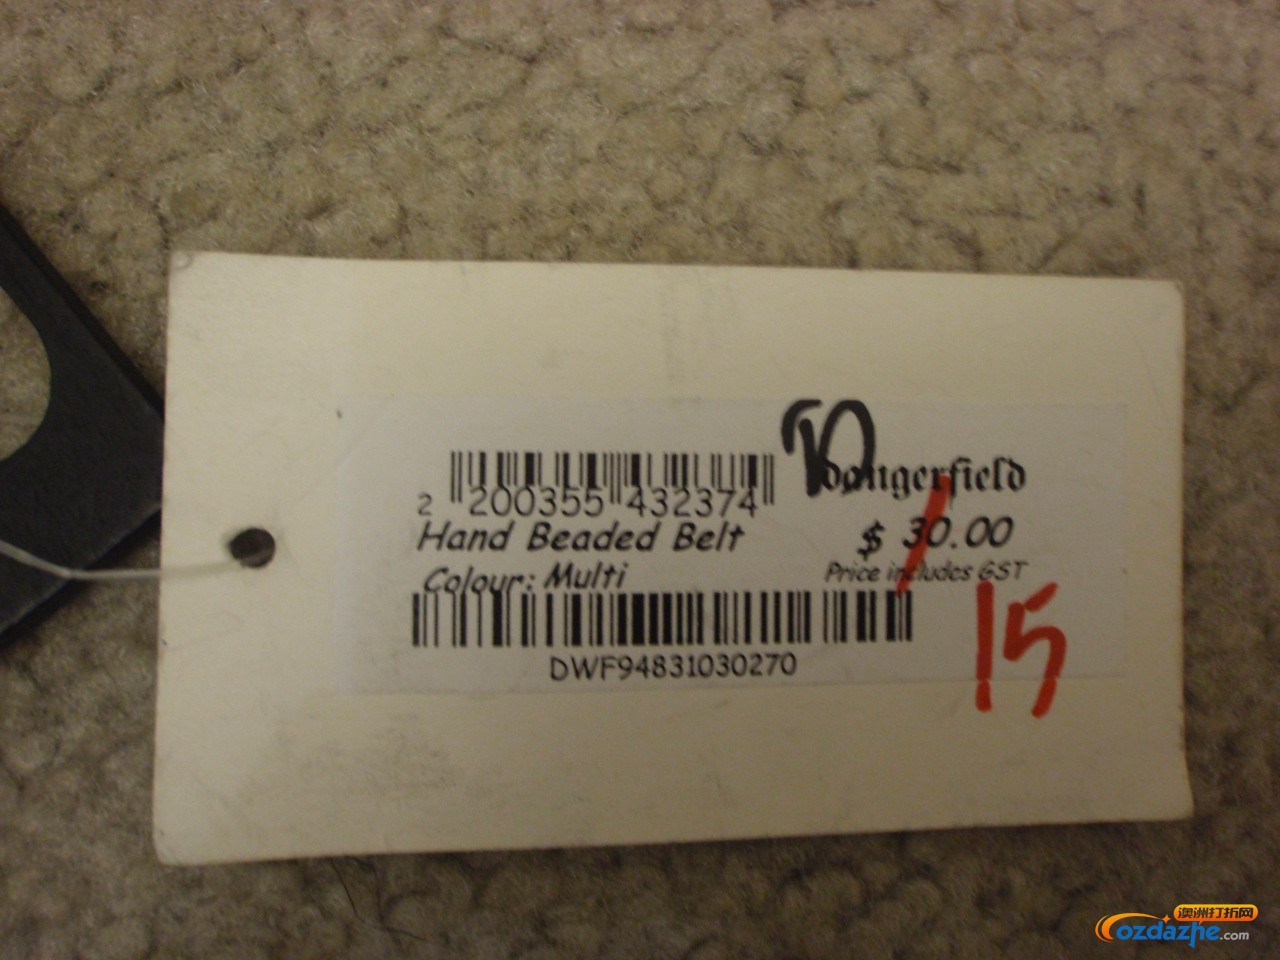 10
dangerfield
2 200355 432374
Hand Beaded Belt
$ 30.00
Colour: Multi
Price includes GST
15
DWF94831030270
澳洲打折网
ozdazhe.com